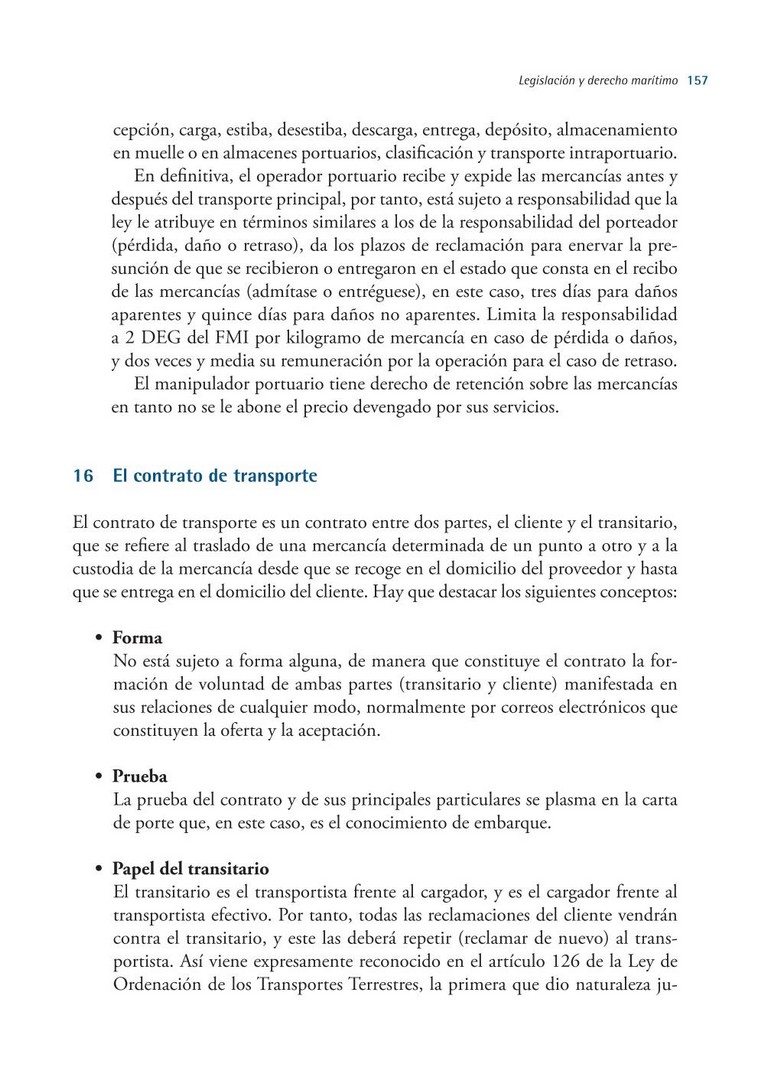 Legislación y derecho marítimo 157
cepción, carga, estiba, desestiba, descarga, entrega, depósito, almacenamiento
en muelle o en almacenes portuarios, clasificación y transporte intraportuario.
En definitiva, el operador portuario recibe y expide las mercancías antes y
después del transporte principal, por tanto, está sujeto a responsabilidad que la
ley le atribuye en términos similares a los de la responsabilidad del porteador
(pérdida, daño o retraso), da los plazos de reclamación para enervar la pre-
sunción de que se recibieron o entregaron en el estado que consta en el recibo
de las mercancías (admítase o entréguese), en este caso, tres días para daños
aparentes y quince días para daños no aparentes. Limita la responsabilidad
a 2 DEG del FMI por kilogramo de mercancía en caso de pérdida o daños,
y dos veces y media su remuneración por la operación para el caso de retraso.
El manipulador portuario tiene derecho de retención sobre las mercancías
en tanto no se le abone el precio devengado por sus servicios.
16 El contrato de transporte
El contrato de transporte es un contrato entre dos partes, el cliente y el transitario,
que se refiere al traslado de una mercancía determinada de un punto a otro y a la
custodia de la mercancía desde que se recoge en el domicilio del proveedor y hasta
que se entrega en el domicilio del cliente. Hay que destacar los siguientes conceptos:
• Forma
No está sujeto a forma alguna, de manera que constituye el contrato la for-
mación de voluntad de ambas partes (transitario y cliente) manifestada en
sus relaciones de cualquier modo, normalmente por correos electrónicos que
constituyen la oferta y la aceptación.
• Prueba
La prueba del contrato y de sus principales particulares se plasma en la carta
de porte que, en este caso, es el conocimiento de embarque.
• Papel del transitario
El transitario es el transportista frente al cargador, y es el cargador frente al
transportista efectivo. Por tanto, todas las reclamaciones del cliente vendrán
contra el transitario, y este las deberá repetir (reclamar de nuevo) al trans-
portista. Así viene expresamente reconocido en el artículo 126 de la Ley de
Ordenación de los Transportes Terrestres, la primera que dio naturaleza ju-